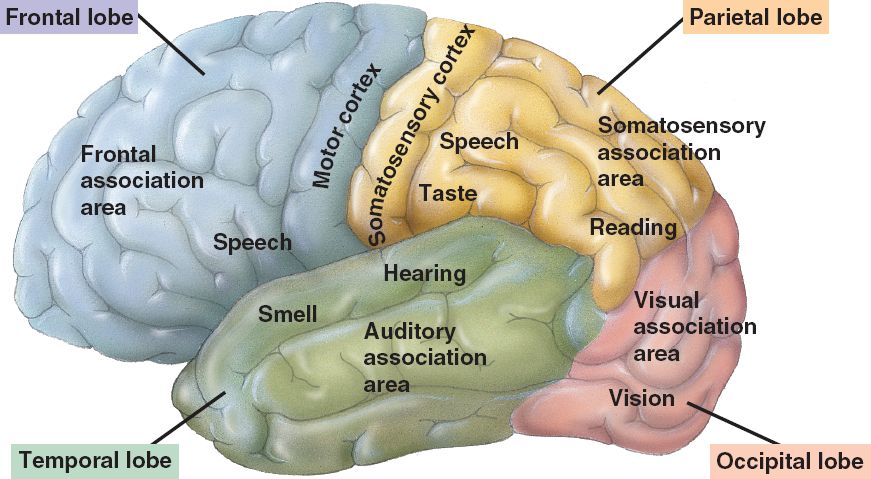 Frontal lobe
Parietal lobe
Motor cortex
Somatosensory cortex
Speech
Somatosensory
association
area
Frontal
association
area
Taste
Reading
Speech
Hearing
Smell
Auditory
association
area
Visual
association
area
Vision
Temporal lobe
Occipital lobe